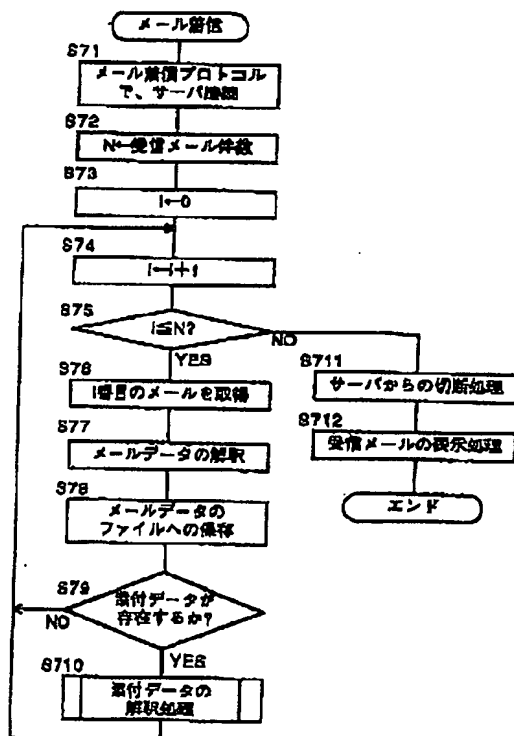 メール着信
S71
メール着信プロトコル
で、サーバ接続
S72
N←受信メール件数
S73
I←0
S74
I←I+1
S75
I≦N?
NO
YES
S76
I番目のメールを取得
S77
メールデータの解釈
S78
メールデータの
ファイルへの保存
S79
添付データが
存在するか?
NO
YES
S710
添付データの
解釈処理
S711
サーバからの切断処理
S712
受信メールの表示処理
エンド